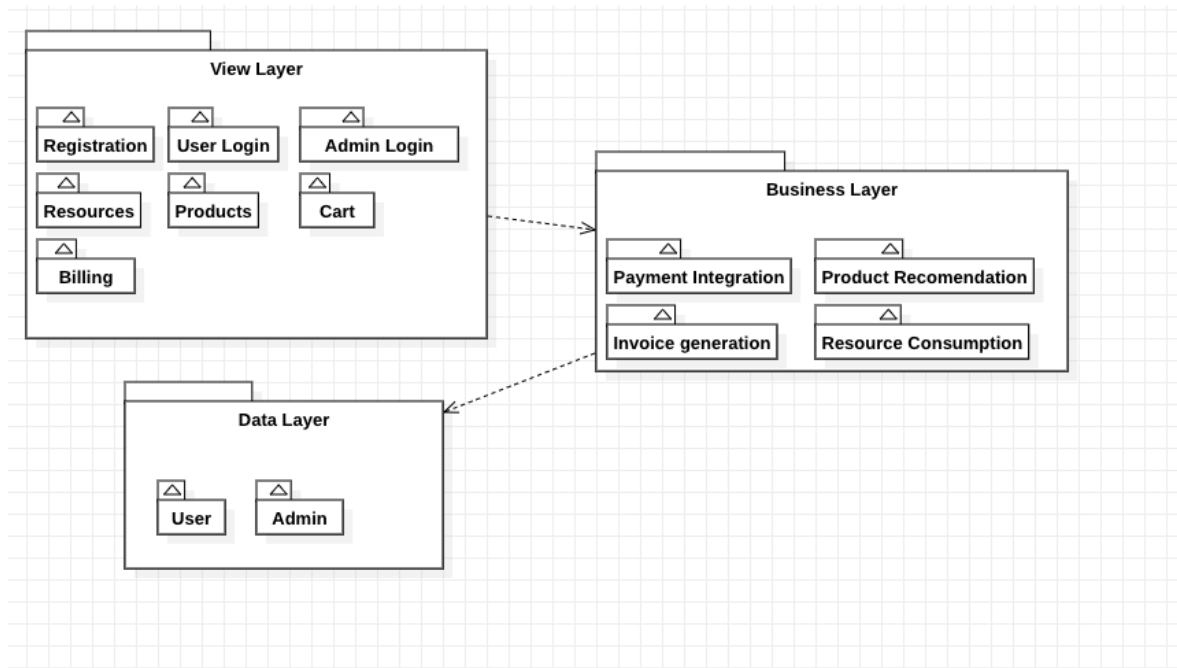 View Layer
Registration
User Login
Admin Login
Resources
Products
Cart
Billing
Business Layer
Payment Integration
Product Recomendation
Invoice generation
Resource Consumption
Data Layer
User
Admin